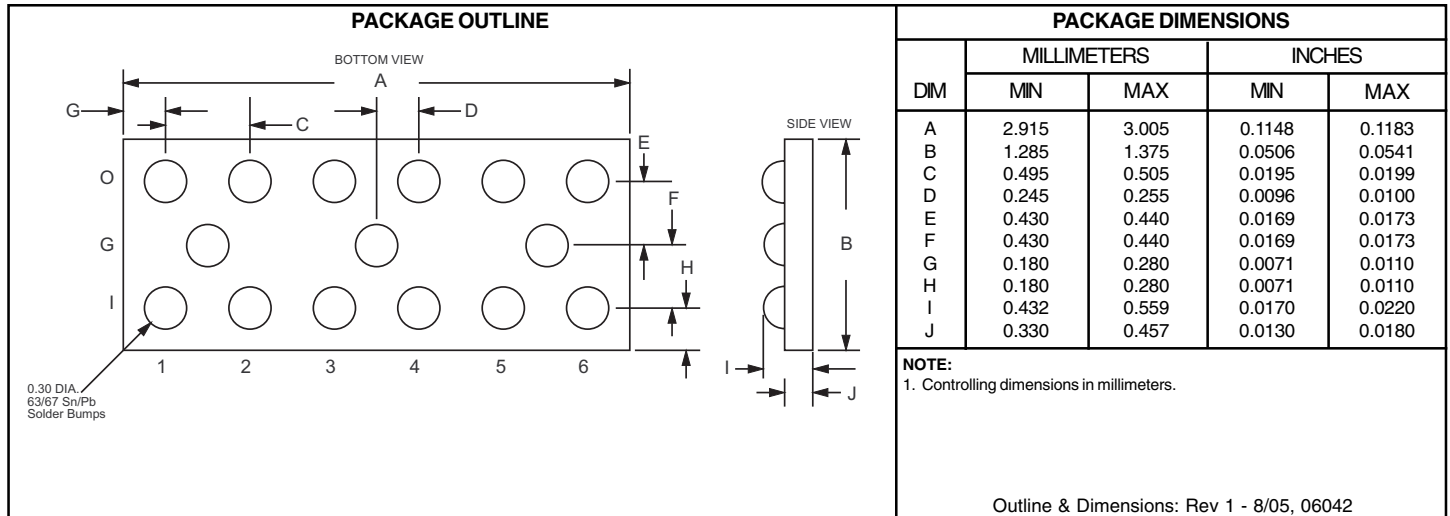 PACKAGE OUTLINE
BOTTOM VIEW
A
G
C
D
SIDE VIEW
E
O
F
G
B
H
I
1 2 3 4 5 6
I
J
0.30 DIA.
63/67 Sn/Pb
Solder Bumps
PACKAGE DIMENSIONS
MILLIMETERS INCHES
DIM MIN MAX MIN MAX
A 2.915 3.005 0.1148 0.1183
B 1.285 1.375 0.0506 0.0541
C 0.495 0.505 0.0195 0.0199
D 0.245 0.255 0.0096 0.0100
E 0.430 0.440 0.0169 0.0173
F 0.430 0.440 0.0169 0.0173
G 0.180 0.280 0.0071 0.0110
H 0.180 0.280 0.0071 0.0110
I 0.432 0.559 0.0170 0.0220
J 0.330 0.457 0.0130 0.0180
NOTE:
1. Controlling dimensions in millimeters.
Outline & Dimensions: Rev 1 - 8/05, 06042